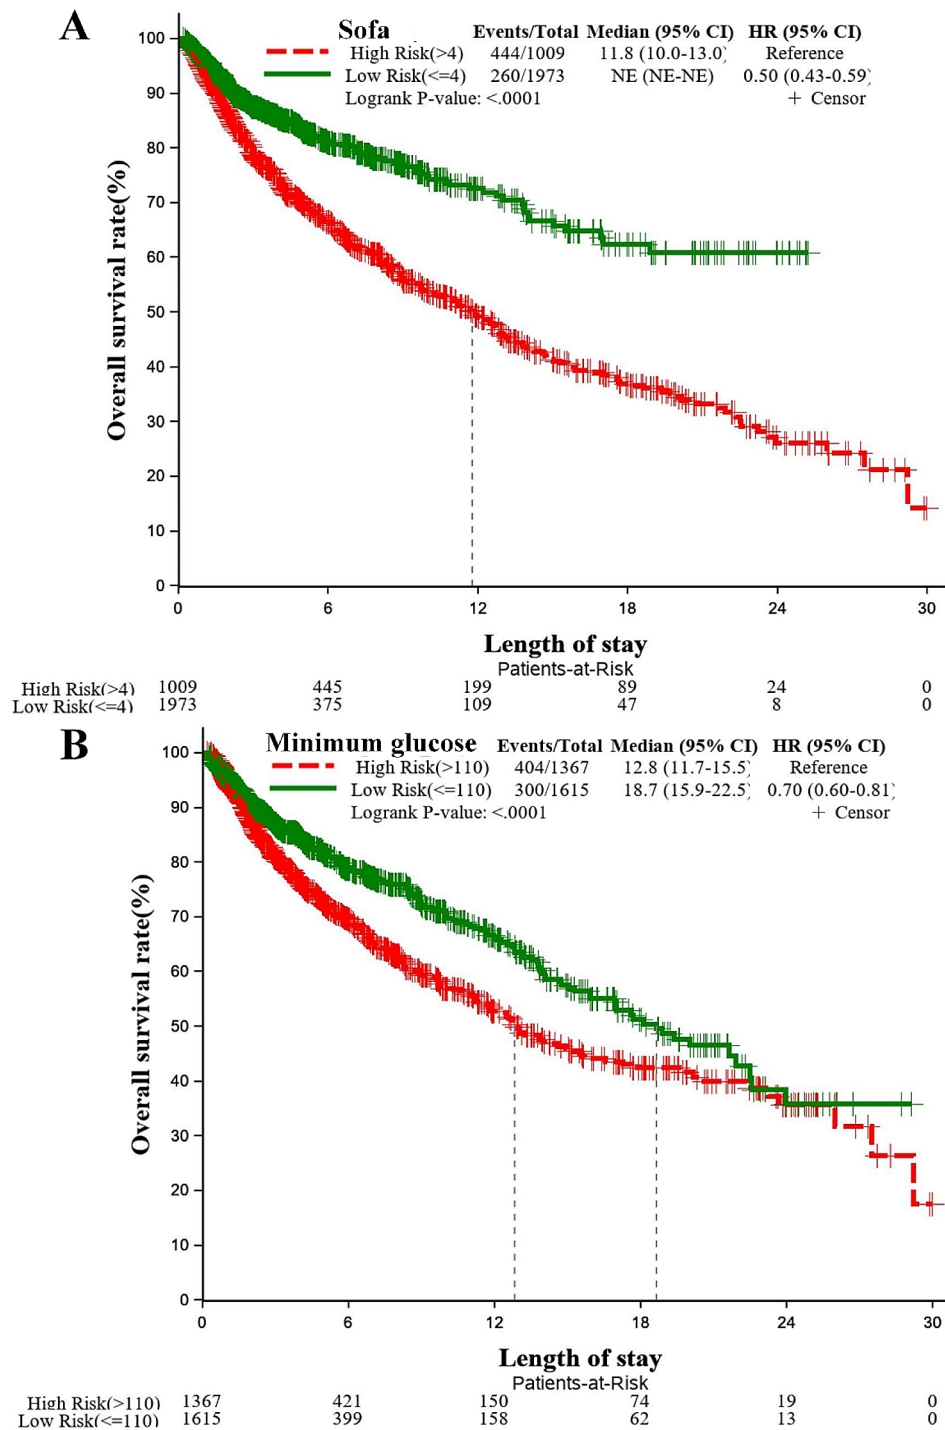 A
Sofa Events/Total Median (95% CI) HR (95% CI)
High Risk(>4) 444/1009 11.8 (10.0-13.0) Reference
Low Risk(<=4) 260/1973 NE (NE-NE) 0.50 (0.43-0.59)
Logrank P-value: <.0001 + Censor
100
90
80
70
60
50
40
30
20
10
0
Overall survival rate(%)
0 6 12 18 24 30
Length of stay
Patients-at-Risk
High Risk(>4) 1009 445 199 89 24 0
Low Risk(<=4) 1973 375 109 47 8 0
B
Minimum glucose Events/Total Median (95% CI) HR (95% CI)
High Risk(>110) 404/1367 12.8 (11.7-15.5) Reference
Low Risk(<=110) 300/1615 18.7 (15.9-22.5) 0.70 (0.60-0.81)
Logrank P-value: <.0001 + Censor
100
90
80
70
60
50
40
30
20
10
0
Overall survival rate(%)
0 6 12 18 24 30
Length of stay
Patients-at-Risk
High Risk(>110) 1367 421 150 74 19 0
Low Risk(<=110) 1615 399 158 62 13 0